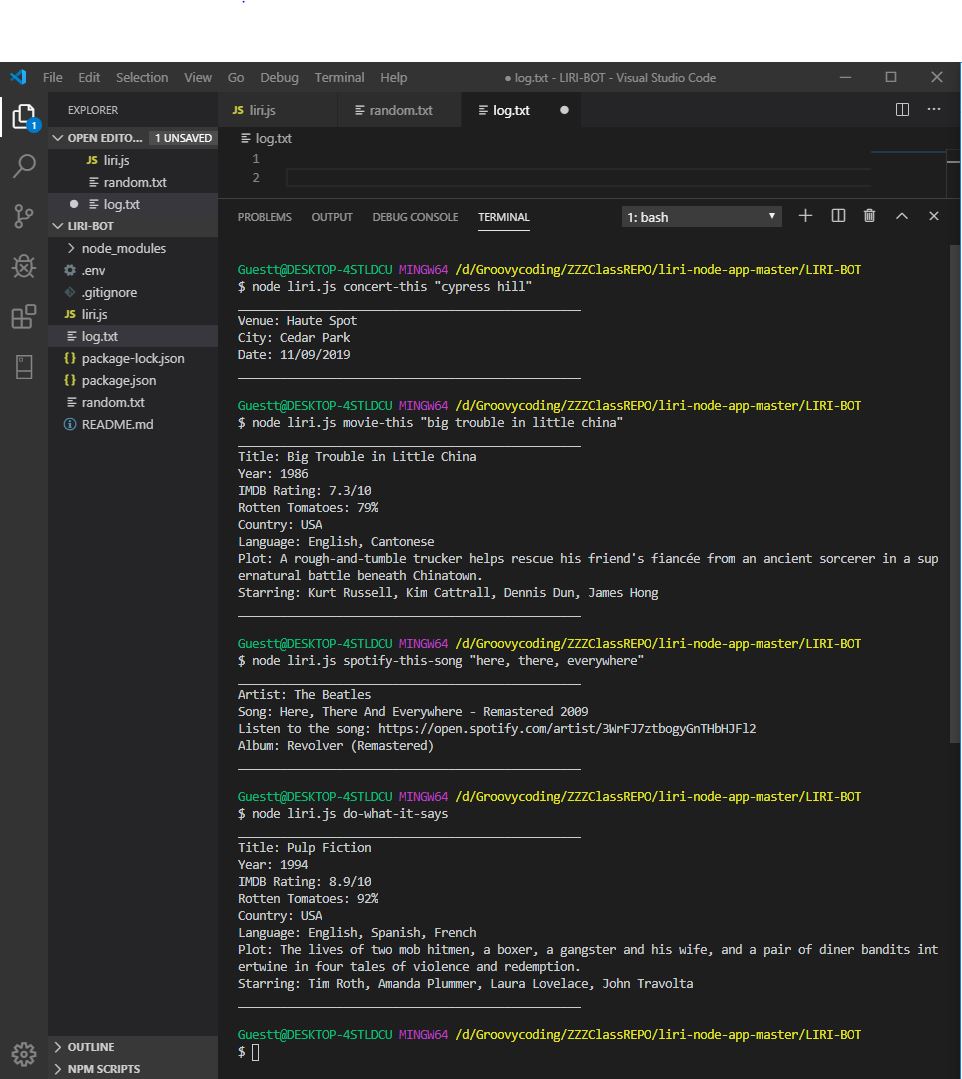 File Edit Selection View Go Debug Terminal Help ● log.txt - LIRI-BOT - Visual Studio Code
EXPLORER
OPEN EDITO... 1 UNSAVED
JS liri.js
random.txt
● log.txt
LIRI-BOT
node_modules
.env
.gitignore
JS liri.js
log.txt
{} package-lock.json
{} package.json
random.txt
README.md
OUTLINE
NPM SCRIPTS
1
JS liri.js random.txt log.txt ●
log.txt
1
2
PROBLEMS OUTPUT DEBUG CONSOLE TERMINAL 1: bash
Guestt@DESKTOP-4STLDCU MINGW64 /d/Groovycoding/ZZZClassREPO/liri-node-app-master/LIRI-BOT
$ node liri.js concert-this "cypress hill"
_________________________________________________
Venue: Haute Spot
City: Cedar Park
Date: 11/09/2019
_________________________________________________
Guestt@DESKTOP-4STLDCU MINGW64 /d/Groovycoding/ZZZClassREPO/liri-node-app-master/LIRI-BOT
$ node liri.js movie-this "big trouble in little china"
_________________________________________________
Title: Big Trouble in Little China
Year: 1986
IMDB Rating: 7.3/10
Rotten Tomatoes: 79%
Country: USA
Language: English, Cantonese
Plot: A rough-and-tumble trucker helps rescue his friend's fiancée from an ancient sorcerer in a sup
ernatural battle beneath Chinatown.
Starring: Kurt Russell, Kim Cattrall, Dennis Dun, James Hong
_________________________________________________
Guestt@DESKTOP-4STLDCU MINGW64 /d/Groovycoding/ZZZClassREPO/liri-node-app-master/LIRI-BOT
$ node liri.js spotify-this-song "here, there, everywhere"
_________________________________________________
Artist: The Beatles
Song: Here, There And Everywhere - Remastered 2009
Listen to the song: https://open.spotify.com/artist/3WrFJ7ztbogyGnTHbHJFl2
Album: Revolver (Remastered)
_________________________________________________
Guestt@DESKTOP-4STLDCU MINGW64 /d/Groovycoding/ZZZClassREPO/liri-node-app-master/LIRI-BOT
$ node liri.js do-what-it-says
_________________________________________________
Title: Pulp Fiction
Year: 1994
IMDB Rating: 8.9/10
Rotten Tomatoes: 92%
Country: USA
Language: English, Spanish, French
Plot: The lives of two mob hitmen, a boxer, a gangster and his wife, and a pair of diner bandits int
ertwine in four tales of violence and redemption.
Starring: Tim Roth, Amanda Plummer, Laura Lovelace, John Travolta
_________________________________________________
Guestt@DESKTOP-4STLDCU MINGW64 /d/Groovycoding/ZZZClassREPO/liri-node-app-master/LIRI-BOT
$